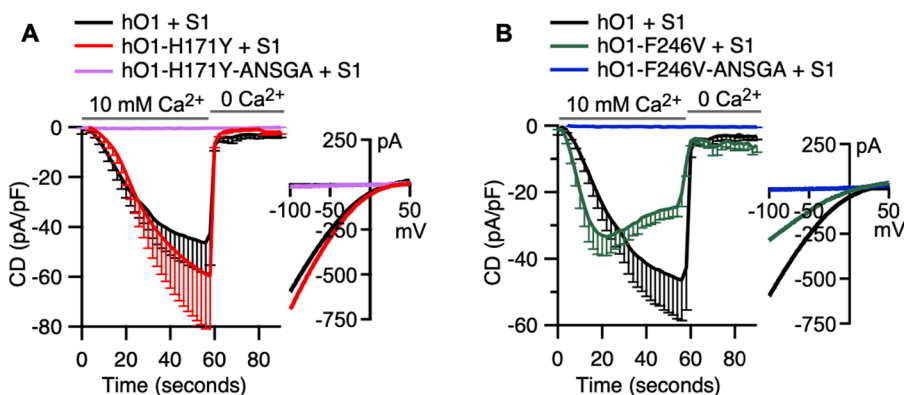 A
hO1 + S1
hO1-H171Y + S1
hO1-H171Y-ANSGA + S1
10 mM Ca²⁺
0 Ca²⁺
CD (pA/pF)
0
-20
-40
-60
-80
0
20
40
60
80
Time (seconds)
250
pA
-100
-50
50
mV
-250
-500
-750
B
hO1 + S1
hO1-F246V + S1
hO1-F246V-ANSGA + S1
10 mM Ca²⁺
0 Ca²⁺
CD (pA/pF)
0
-20
-40
-60
0
20
40
60
80
Time (seconds)
250
pA
-100
-50
50
mV
-250
-500
-750